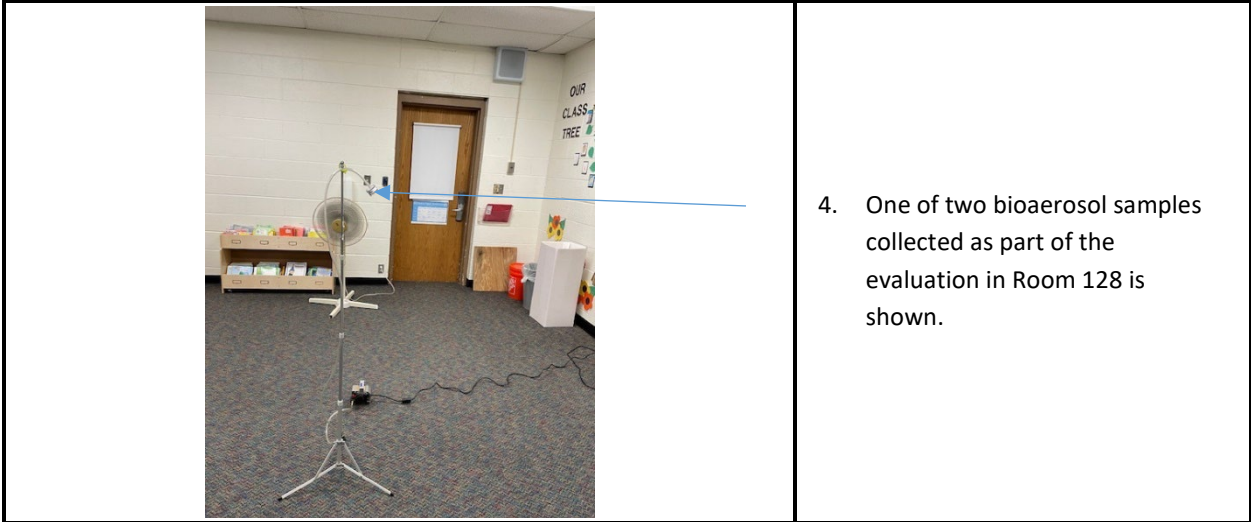 OUR
CLASS
TREE
4. One of two bioaerosol samples
collected as part of the
evaluation in Room 128 is
shown.